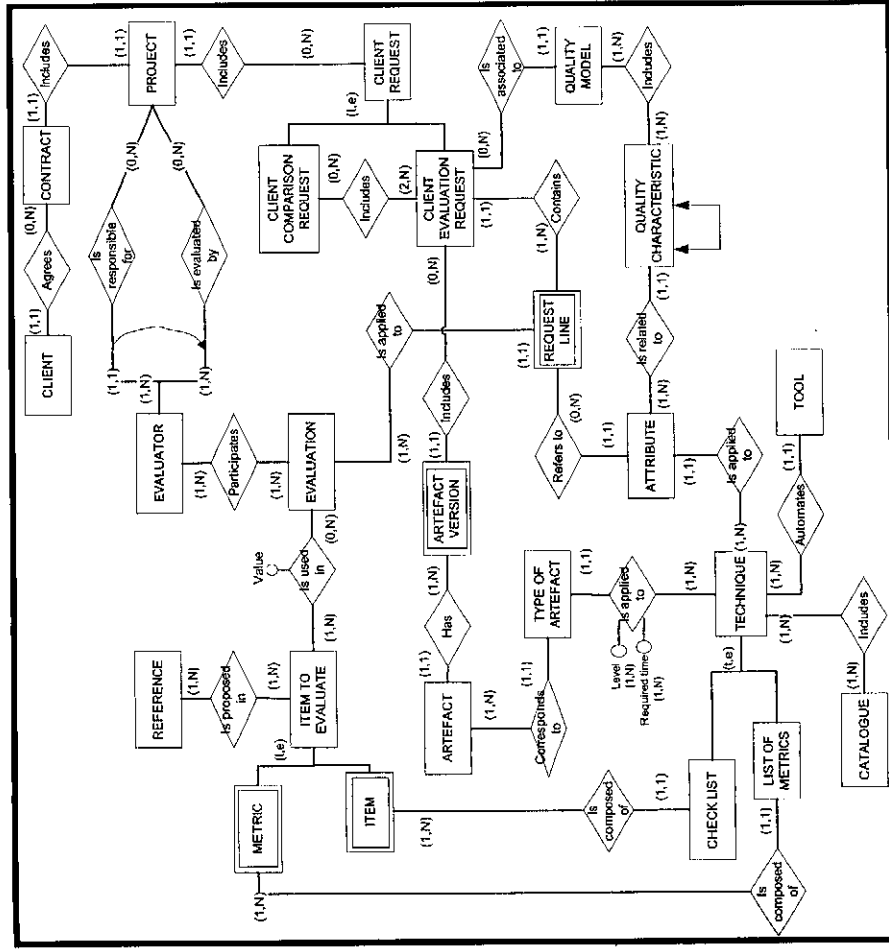 CLIENT
(1,1)
Agrees
(0,N)
CONTRACT
(1,1)
Includes
(1,1)
PROJECT
(1,1)
Includes
(0,N)
CLIENT
REQUEST
(t,e)
(0,N)
Is
responsible
for
(1,1)
(0,N)
Is evaluated
by
(1,N)
EVALUATOR
(1,N)
(1,N)
Participates
(1,N)
EVALUATION
(1,N)
Is applied
to
(1,1)
CLIENT
COMPARISON
REQUEST
(0,N)
Includes
(2,N)
CLIENT
EVALUATION
REQUEST
(0,N)
Is
associated
to
(1,1)
QUALITY
MODEL
(1,N)
Includes
(1,N)
QUALITY
CHARACTERISTIC
(1,1)
Contains
(1,N)
REQUEST
LINE
(0,N)
Refers to
(1,1)
ATTRIBUTE
(1,N)
Is related
to
(1,1)
(0,N)
Includes
(1,1)
ARTEFACT
VERSION
(1,N)
Has
(1,1)
ARTEFACT
(1,N)
Corresponds
to
(1,1)
TYPE OF
ARTEFACT
(1,1)
Is applied
to
Level
(1,N)
Required time
(1,N)
(1,N)
TECHNIQUE
(1,N)
Is applied
to
(1,1)
(1,N)
Automates
(1,1)
TOOL
(1,N)
Includes
(1,N)
CATALOGUE
(t,e)
CHECK LIST
(1,1)
Is
composed
of
(1,N)
ITEM
LIST OF
METRICS
(1,1)
Is
composed
of
(1,N)
METRIC
(t,e)
ITEM TO
EVALUATE
(1,N)
Is proposed
in
(1,N)
REFERENCE
(1,N)
Is used
in
Value
(0,N)